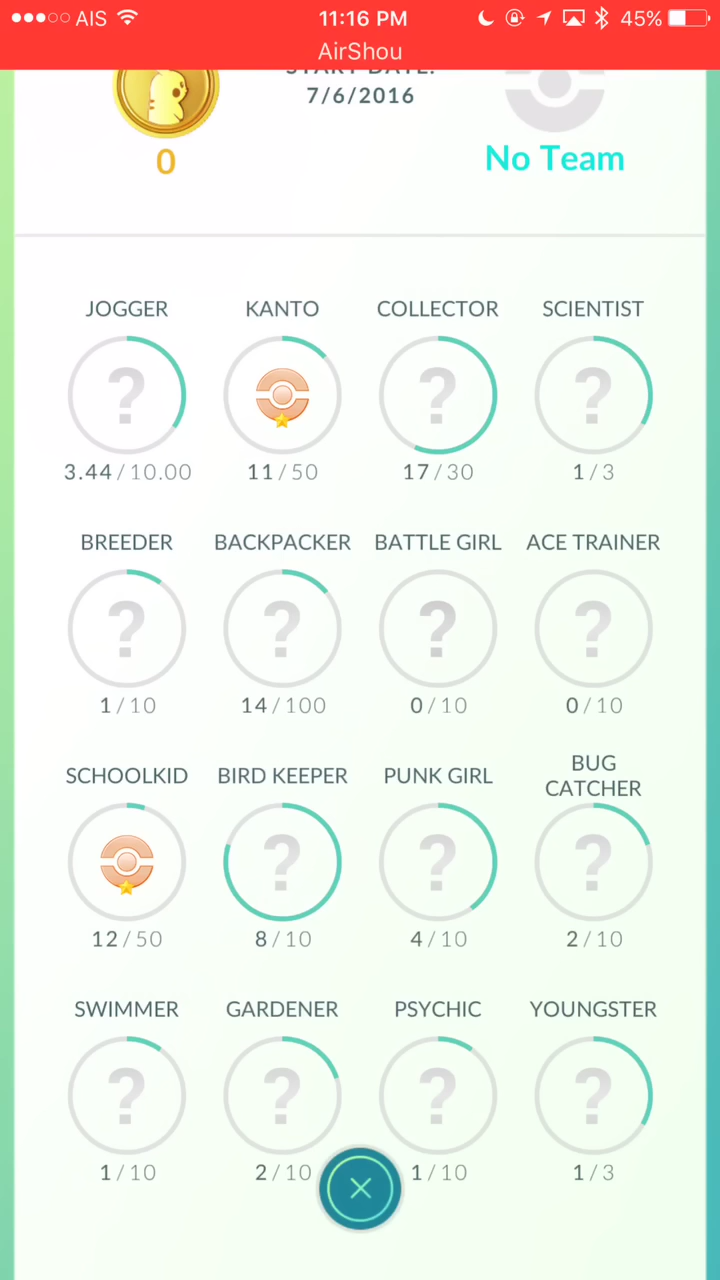 AIS 11:16 PM 45%
AirShou
START DATE:
7/6/2016
0
No Team
JOGGER KANTO COLLECTOR SCIENTIST
? ? ?
3.44/10.00 11/50 17/30 1/3
BREEDER BACKPACKER BATTLE GIRL ACE TRAINER
? ? ? ?
1/10 14/100 0/10 0/10
SCHOOLKID BIRD KEEPER PUNK GIRL BUG
CATCHER
? ? ?
12/50 8/10 4/10 2/10
SWIMMER GARDENER PSYCHIC YOUNGSTER
? ? ? ?
1/10 2/10 1/10 1/3